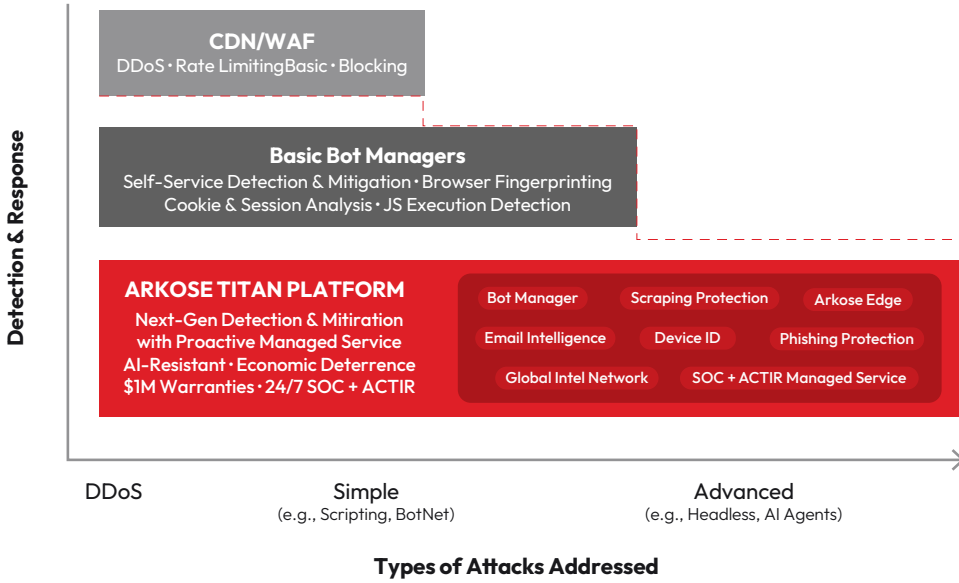 CDN/WAF
DDoS · Rate LimitingBasic · Blocking
Basic Bot Managers
Self-Service Detection & Mitigation · Browser Fingerprinting
Cookie & Session Analysis · JS Execution Detection
Detection & Response
ARKOSE TITAN PLATFORM
Next-Gen Detection & Mitiration
with Proactive Managed Service
AI-Resistant · Economic Deterrence
$1M Warranties · 24/7 SOC + ACTIR
Bot Manager
Scraping Protection
Arkose Edge
Email Intelligence
Device ID
Phishing Protection
Global Intel Network
SOC + ACTIR Managed Service
DDoS
Simple
(e.g., Scripting, BotNet)
Advanced
(e.g., Headless, AI Agents)
Types of Attacks Addressed